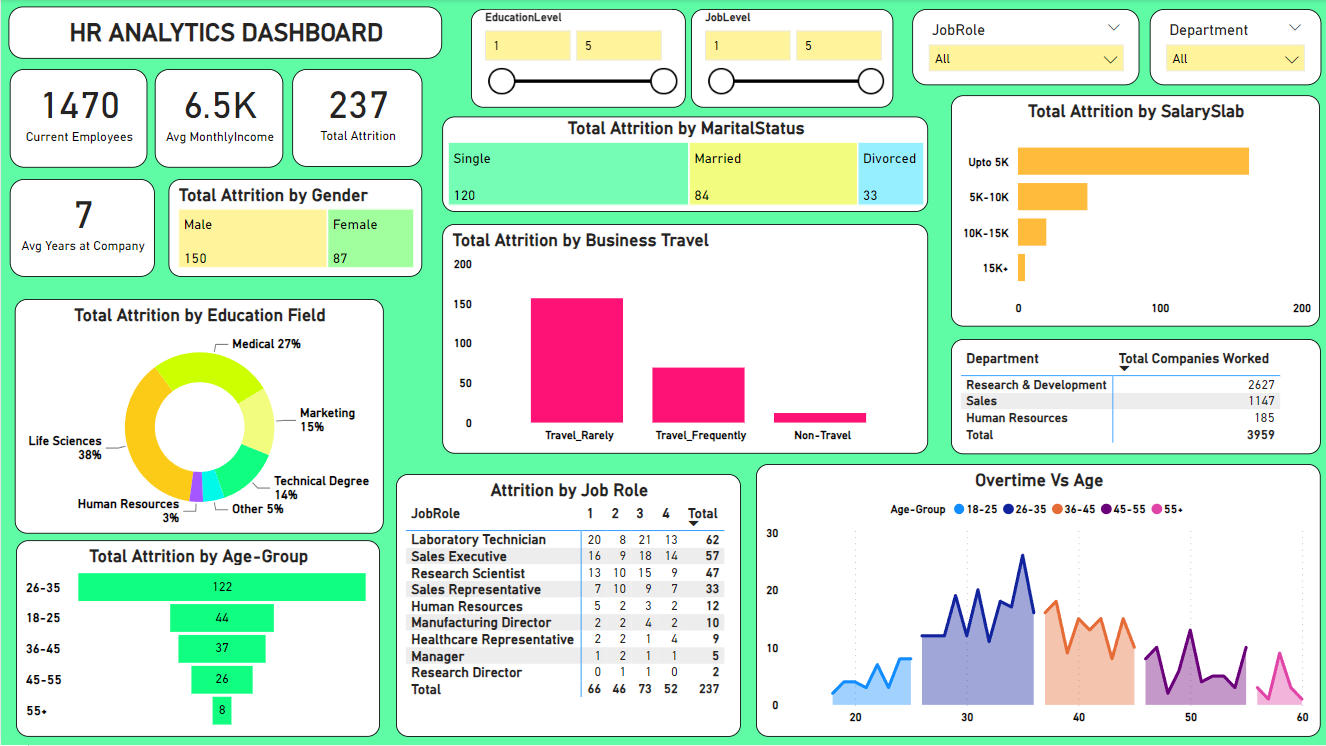 HR ANALYTICS DASHBOARD
EducationLevel
1 5
JobLevel
1 5
JobRole
All
Department
All
1470
Current Employees
6.5K
Avg MonthlyIncome
237
Total Attrition
7
Avg Years at Company
Total Attrition by Gender
Male
150
Female
87
Total Attrition by MaritalStatus
Single
120
Married
84
Divorced
33
Total Attrition by SalarySlab
Upto 5K
5K-10K
10K-15K
15K+
0 100 200
Total Attrition by Business Travel
200
150
100
50
0
Travel_Rarely Travel_Frequently Non-Travel
Department Total Companies Worked
Research & Development 2627
Sales 1147
Human Resources 185
Total 3959
Total Attrition by Education Field
Medical 27%
Marketing
15%
Life Sciences
38%
Technical Degree
14%
Human Resources
3%
Other 5%
Total Attrition by Age-Group
26-35 122
18-25 44
36-45 37
45-55 26
55+ 8
Attrition by Job Role
JobRole 1 2 3 4 Total
Laboratory Technician 20 8 21 13 62
Sales Executive 16 9 18 14 57
Research Scientist 13 10 15 9 47
Sales Representative 7 10 9 7 33
Human Resources 5 2 3 2 12
Manufacturing Director 2 2 4 2 10
Healthcare Representative 2 2 1 4 9
Manager 1 2 1 1 5
Research Director 0 1 1 0 2
Total 66 46 73 52 237
Overtime Vs Age
Age-Group 18-25 26-35 36-45 45-55 55+
30
20
10
0
20 30 40 50 60